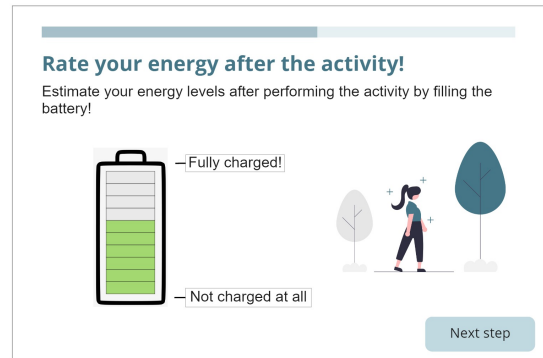 Rate your energy after the activity!
Estimate your energy levels after performing the activity by filling the
battery!
Fully charged!
Not charged at all
Next step